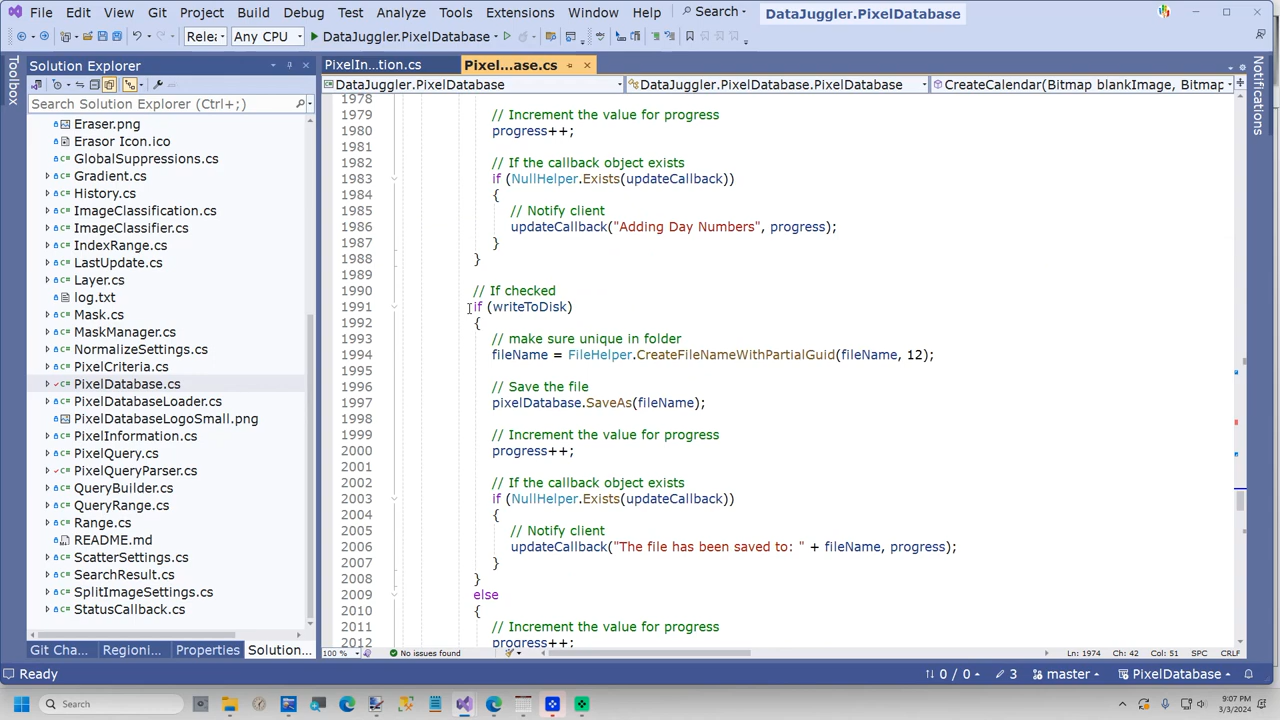 File Edit View Git Project Build Debug Test Analyze Tools Extensions Window Help Search DataJuggler.PixelDatabase
Relea Any CPU DataJuggler.PixelDatabase
Toolbox
Solution Explorer
Search Solution Explorer (Ctrl+;)
Eraser.png
Erasor Icon.ico
GlobalSuppressions.cs
Gradient.cs
History.cs
ImageClassification.cs
ImageClassifier.cs
IndexRange.cs
LastUpdate.cs
Layer.cs
log.txt
Mask.cs
MaskManager.cs
NormalizeSettings.cs
PixelCriteria.cs
PixelDatabase.cs
PixelDatabaseLoader.cs
PixelDatabaseLogoSmall.png
PixelInformation.cs
PixelQuery.cs
PixelQueryParser.cs
QueryBuilder.cs
QueryRange.cs
Range.cs
README.md
ScatterSettings.cs
SearchResult.cs
SplitImageSettings.cs
StatusCallback.cs
Git Cha... Regioni... Properties Solution...
PixelIn...tion.cs Pixel...ase.cs
DataJuggler.PixelDatabase DataJuggler.PixelDatabase.PixelDatabase CreateCalendar(Bitmap blankImage, Bitmap
1978
1979 // Increment the value for progress
1980 progress++;
1981
1982 // If the callback object exists
1983 if (NullHelper.Exists(updateCallback))
1984 {
1985 // Notify client
1986 updateCallback("Adding Day Numbers", progress);
1987 }
1988 }
1989
1990 // If checked
1991 if (writeToDisk)
1992 {
1993 // make sure unique in folder
1994 fileName = FileHelper.CreateFileNameWithPartialGuid(fileName, 12);
1995
1996 // Save the file
1997 pixelDatabase.SaveAs(fileName);
1998
1999 // Increment the value for progress
2000 progress++;
2001
2002 // If the callback object exists
2003 if (NullHelper.Exists(updateCallback))
2004 {
2005 // Notify client
2006 updateCallback("The file has been saved to: " + fileName, progress);
2007 }
2008 }
2009 else
2010 {
2011 // Increment the value for progress
2012 progress++;
100 % No issues found Ln: 1974 Ch: 42 Col: 51 SPC CRLF
Notifications
Ready 0 / 0 3 master PixelDatabase
Search 9:07 PM
3/3/2024